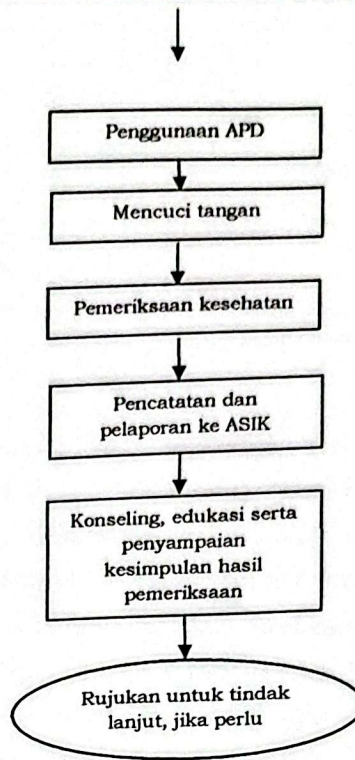 Penggunaan APD
Mencuci tangan
Pemeriksaan kesehatan
Pencatatan dan
pelaporan ke ASIK
Konseling, edukasi serta
penyampaian
kesimpulan hasil
pemeriksaan
Rujukan untuk tindak
lanjut, jika perlu